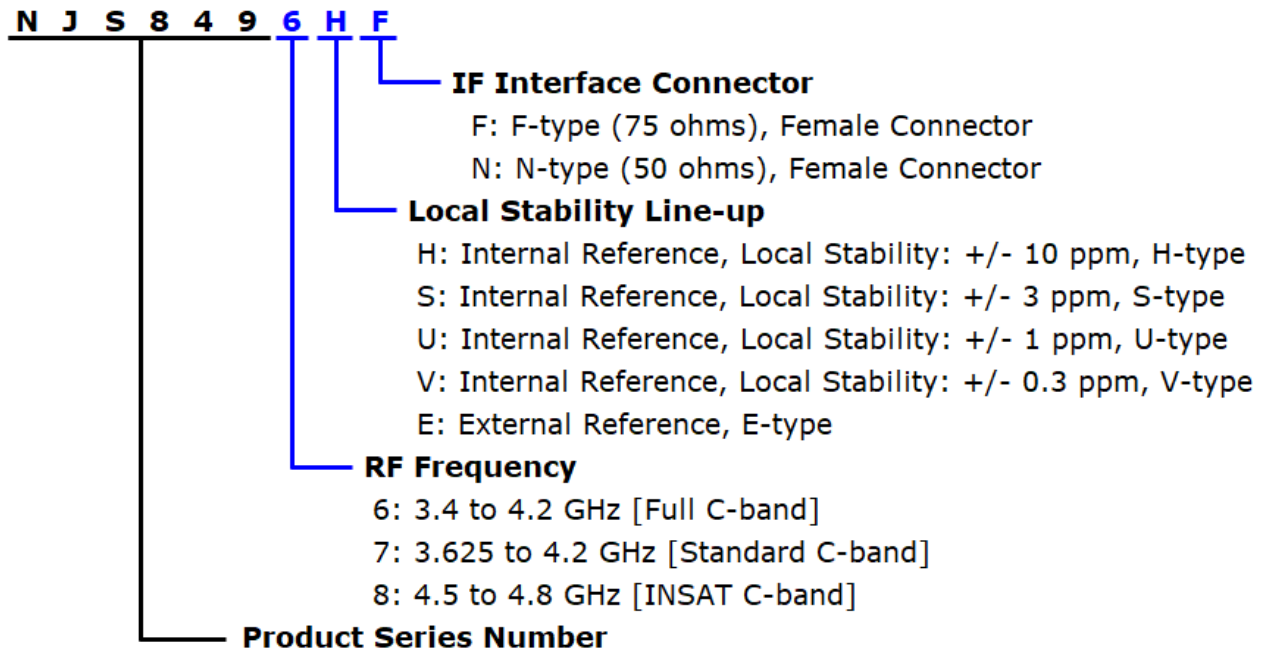 N J S 8 4 9 6 H F
IF Interface Connector
F: F-type (75 ohms), Female Connector
N: N-type (50 ohms), Female Connector
Local Stability Line-up
H: Internal Reference, Local Stability: +/- 10 ppm, H-type
S: Internal Reference, Local Stability: +/- 3 ppm, S-type
U: Internal Reference, Local Stability: +/- 1 ppm, U-type
V: Internal Reference, Local Stability: +/- 0.3 ppm, V-type
E: External Reference, E-type
RF Frequency
6: 3.4 to 4.2 GHz [Full C-band]
7: 3.625 to 4.2 GHz [Standard C-band]
8: 4.5 to 4.8 GHz [INSAT C-band]
Product Series Number